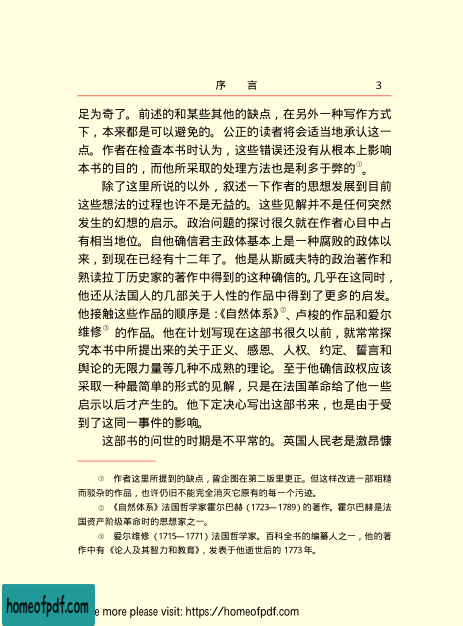 序 言 3
足为奇了。前述的和某些其他的缺点，在另外一种写作方式
下，本来都是可以避免的。公正的读者将会适当地承认这一
点。作者在检查本书时认为，这些错误还没有从根本上影响
本书的目的，而他所采取的处理方法也是利多于弊的①。
除了这里所说的以外，叙述一下作者的思想发展到目前
这些想法的过程也许不是无益的。这些见解并不是任何突然
发生的幻想的启示。政治问题的探讨很久就在作者心目中占
有相当地位。自他确信君主政体基本上是一种腐败的政体以
来，到现在已经有十二年了。他是从斯威夫特的政治著作和
熟读拉丁历史家的著作中得到的这种确信的。几乎在这同时，
他还从法国人的几部关于人性的作品中得到了更多的启发。
他接触这些作品的顺序是：《自然体系》②、卢梭的作品和爱尔
维修③ 的作品。他在计划写现在这部书很久以前，就常常探
究本书中所提出来的关于正义、感恩、人权、约定、誓言和
舆论的无限力量等几种不成熟的理论。至于他确信政权应该
采取一种最简单的形式的见解，只是在法国革命给了他一些
启示以后才产生的。他下定决心写出这部书来，也是由于受
到了这同一事件的影响。
这部书的问世的时期是不平常的。英国人民老是激昂慷
① 作者这里所提到的缺点，曾企图在第二版里更正。但这样改进一部粗糙
而驳杂的作品，也许仍旧不能完全消灭它原有的每一个污迹。
② 《自然体系》法国哲学家霍尔巴赫（1723—1789）的著作。霍尔巴赫是法
国资产阶级革命时的思想家之一。
③ 爱尔维修（1715—1771）法国哲学家。百科全书的编纂人之一，他的著
作中有《论人及其智力和教育》，发表于他逝世后的 1773年。
homeofpdf.com
more please visit: https://homeofpdf.com